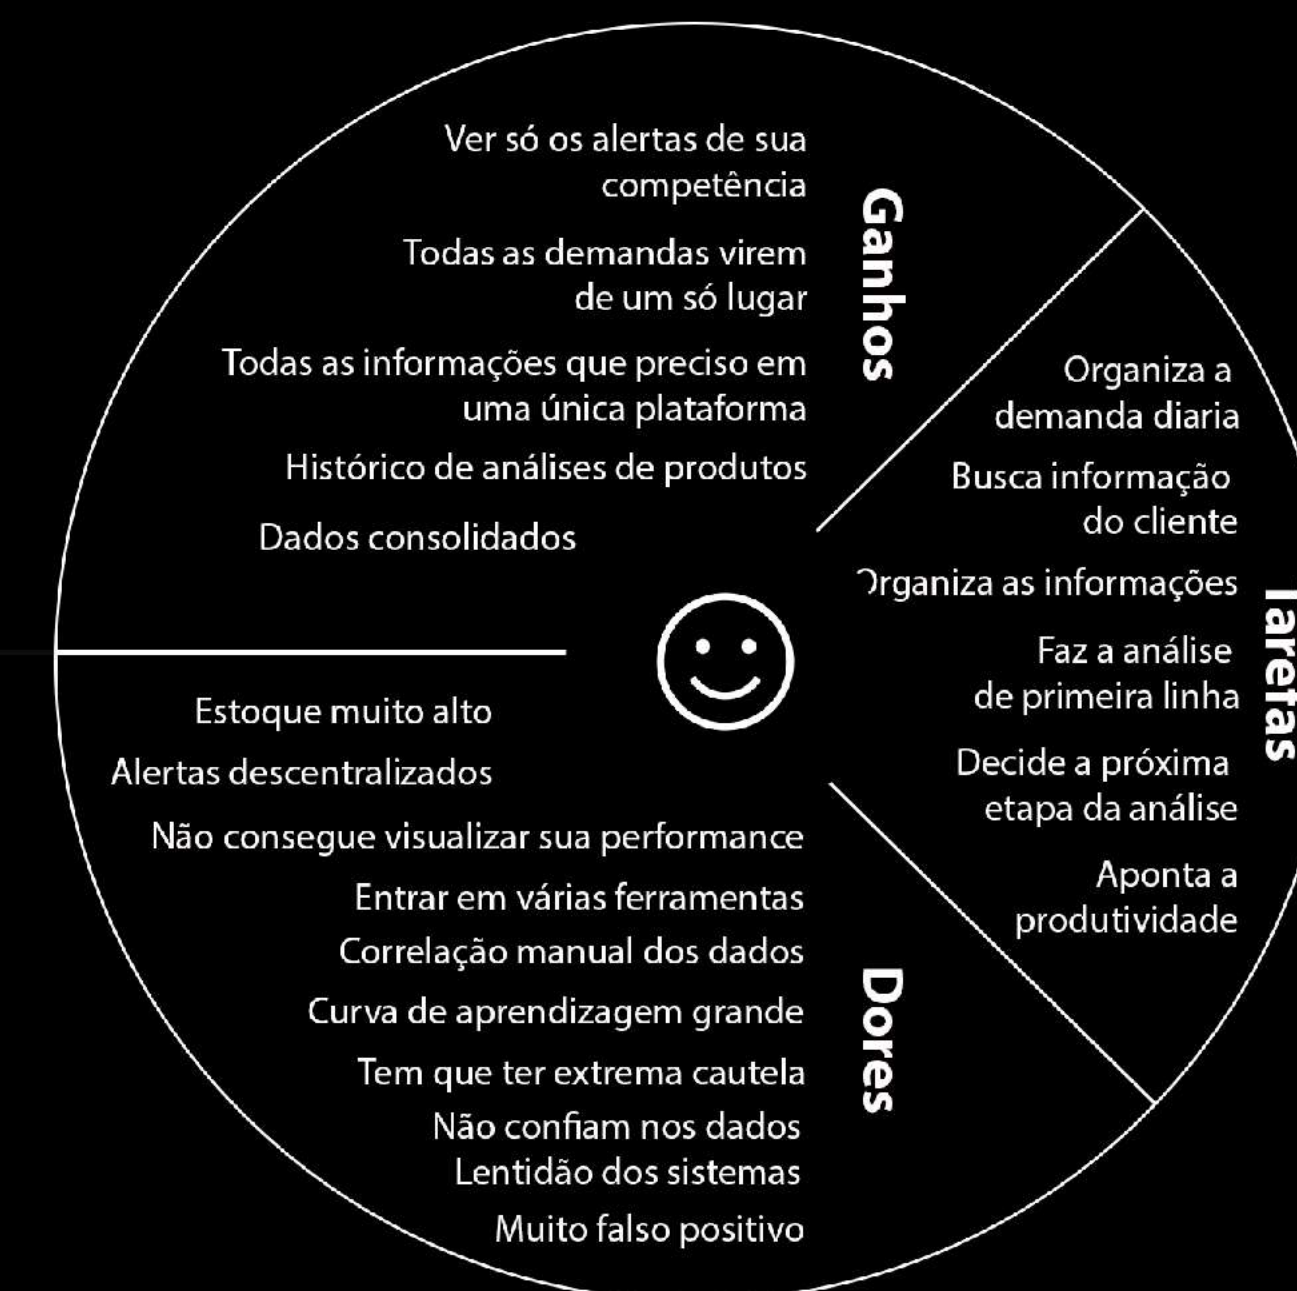 Ganhos
Ver só os alertas de sua
competência
Todas as demandas virem
de um só lugar
Todas as informações que preciso em
uma única plataforma
Histórico de análises de produtos
Dados consolidados
Tarefas
Organiza a
demanda diaria
Busca informação
do cliente
Organiza as informações
Faz a análise
de primeira linha
Decide a próxima
etapa da análise
Aponta a
produtividade
Dores
Estoque muito alto
Alertas descentralizados
Não consegue visualizar sua performance
Entrar em várias ferramentas
Correlação manual dos dados
Curva de aprendizagem grande
Tem que ter extrema cautela
Não confiam nos dados
Lentidão dos sistemas
Muito falso positivo